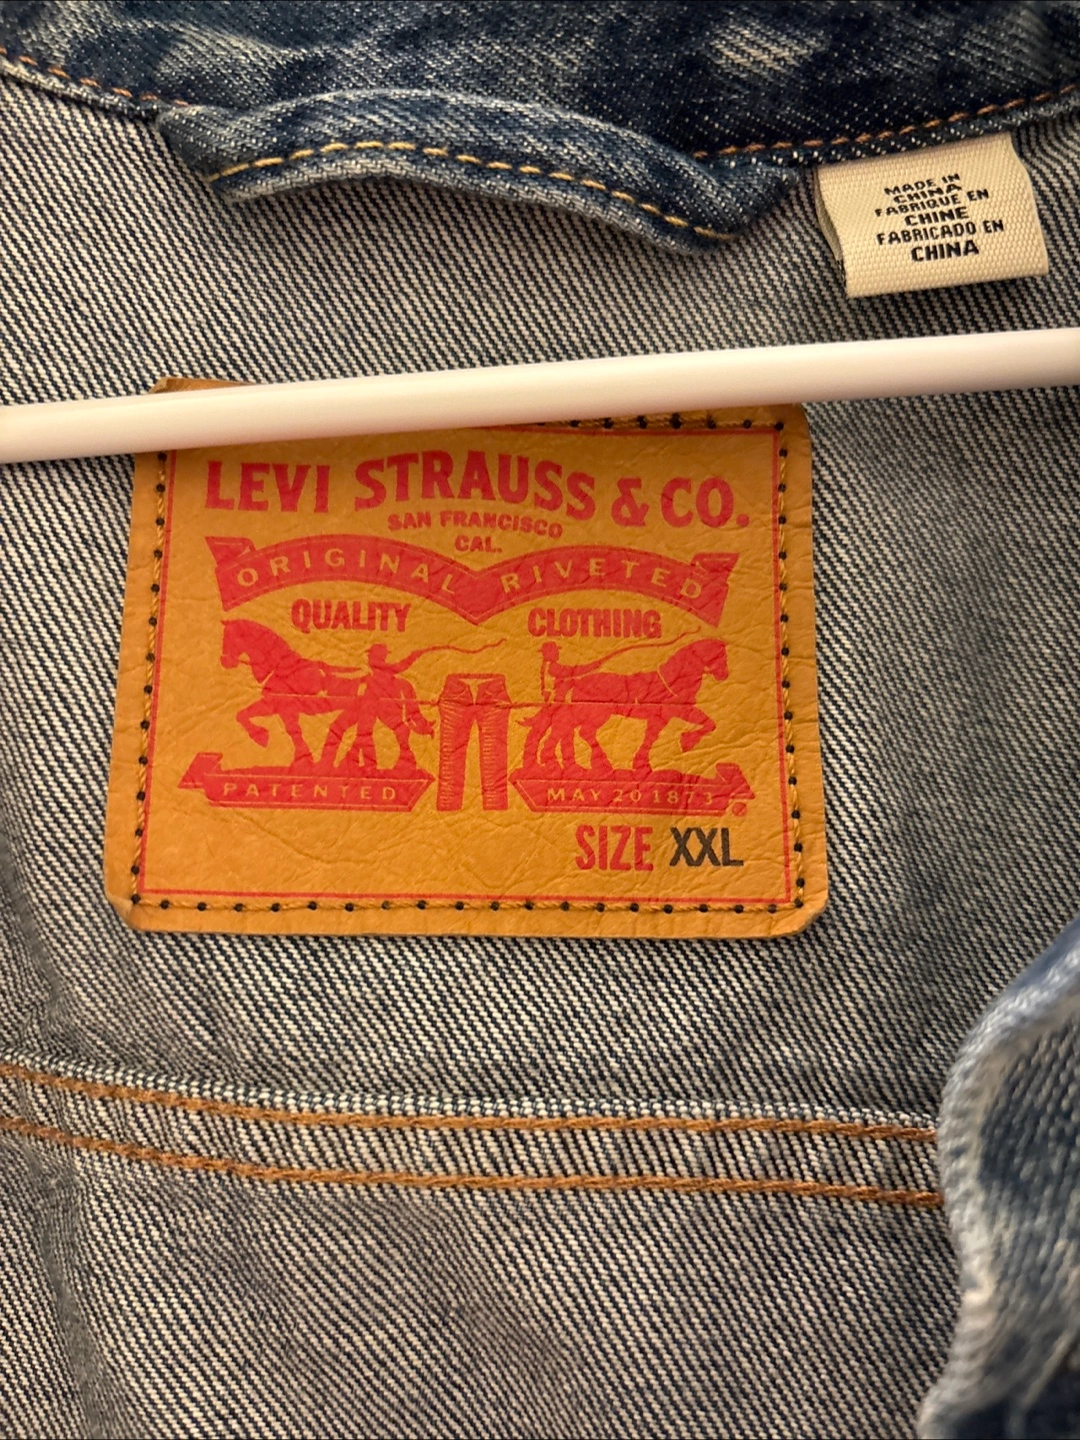 MADE IN
CHINA
FABRIQUE EN
CHINE
FABRICADO EN
CHINA
LEVI STRAUSS & CO.
SAN FRANCISCO
CAL.
ORIGINAL RIVETED
QUALITY CLOTHING
PATENTED MAY 20 1873 ®
SIZE XXL